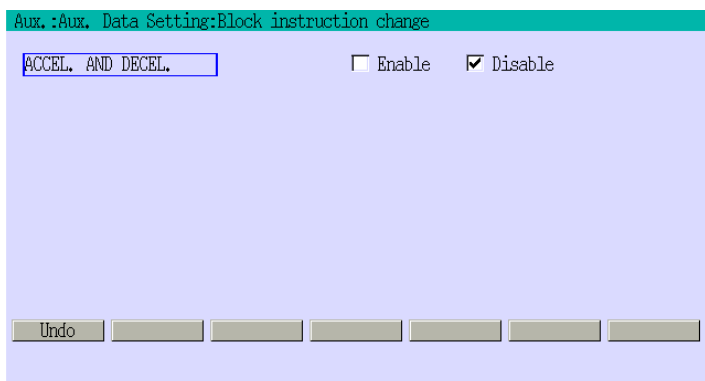 Aux.:Aux. Data Setting:Block instruction change
ACCEL. AND DECEL. Enable Disable
Undo